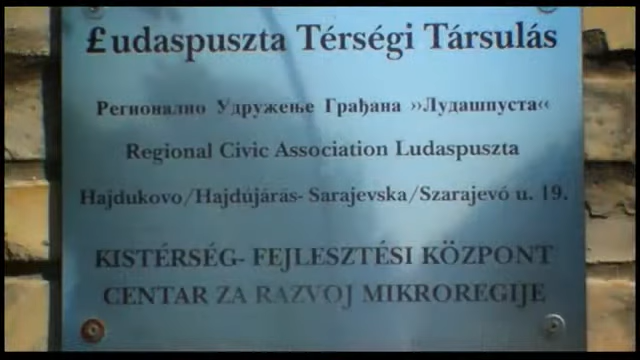 £udaspuszta Térségi Társulás
Регионално Удружење Грађана »Лудашпуста«
Regional Civic Association Ludaspuszta
Hajdukovo/Hajdújárás- Sarajevska/Szarajevó u. 19.
KISTÉRSÉG- FEJLESZTÉSI KÖZPONT
CENTAR ZA RAZVOJ MIKROREGIJE